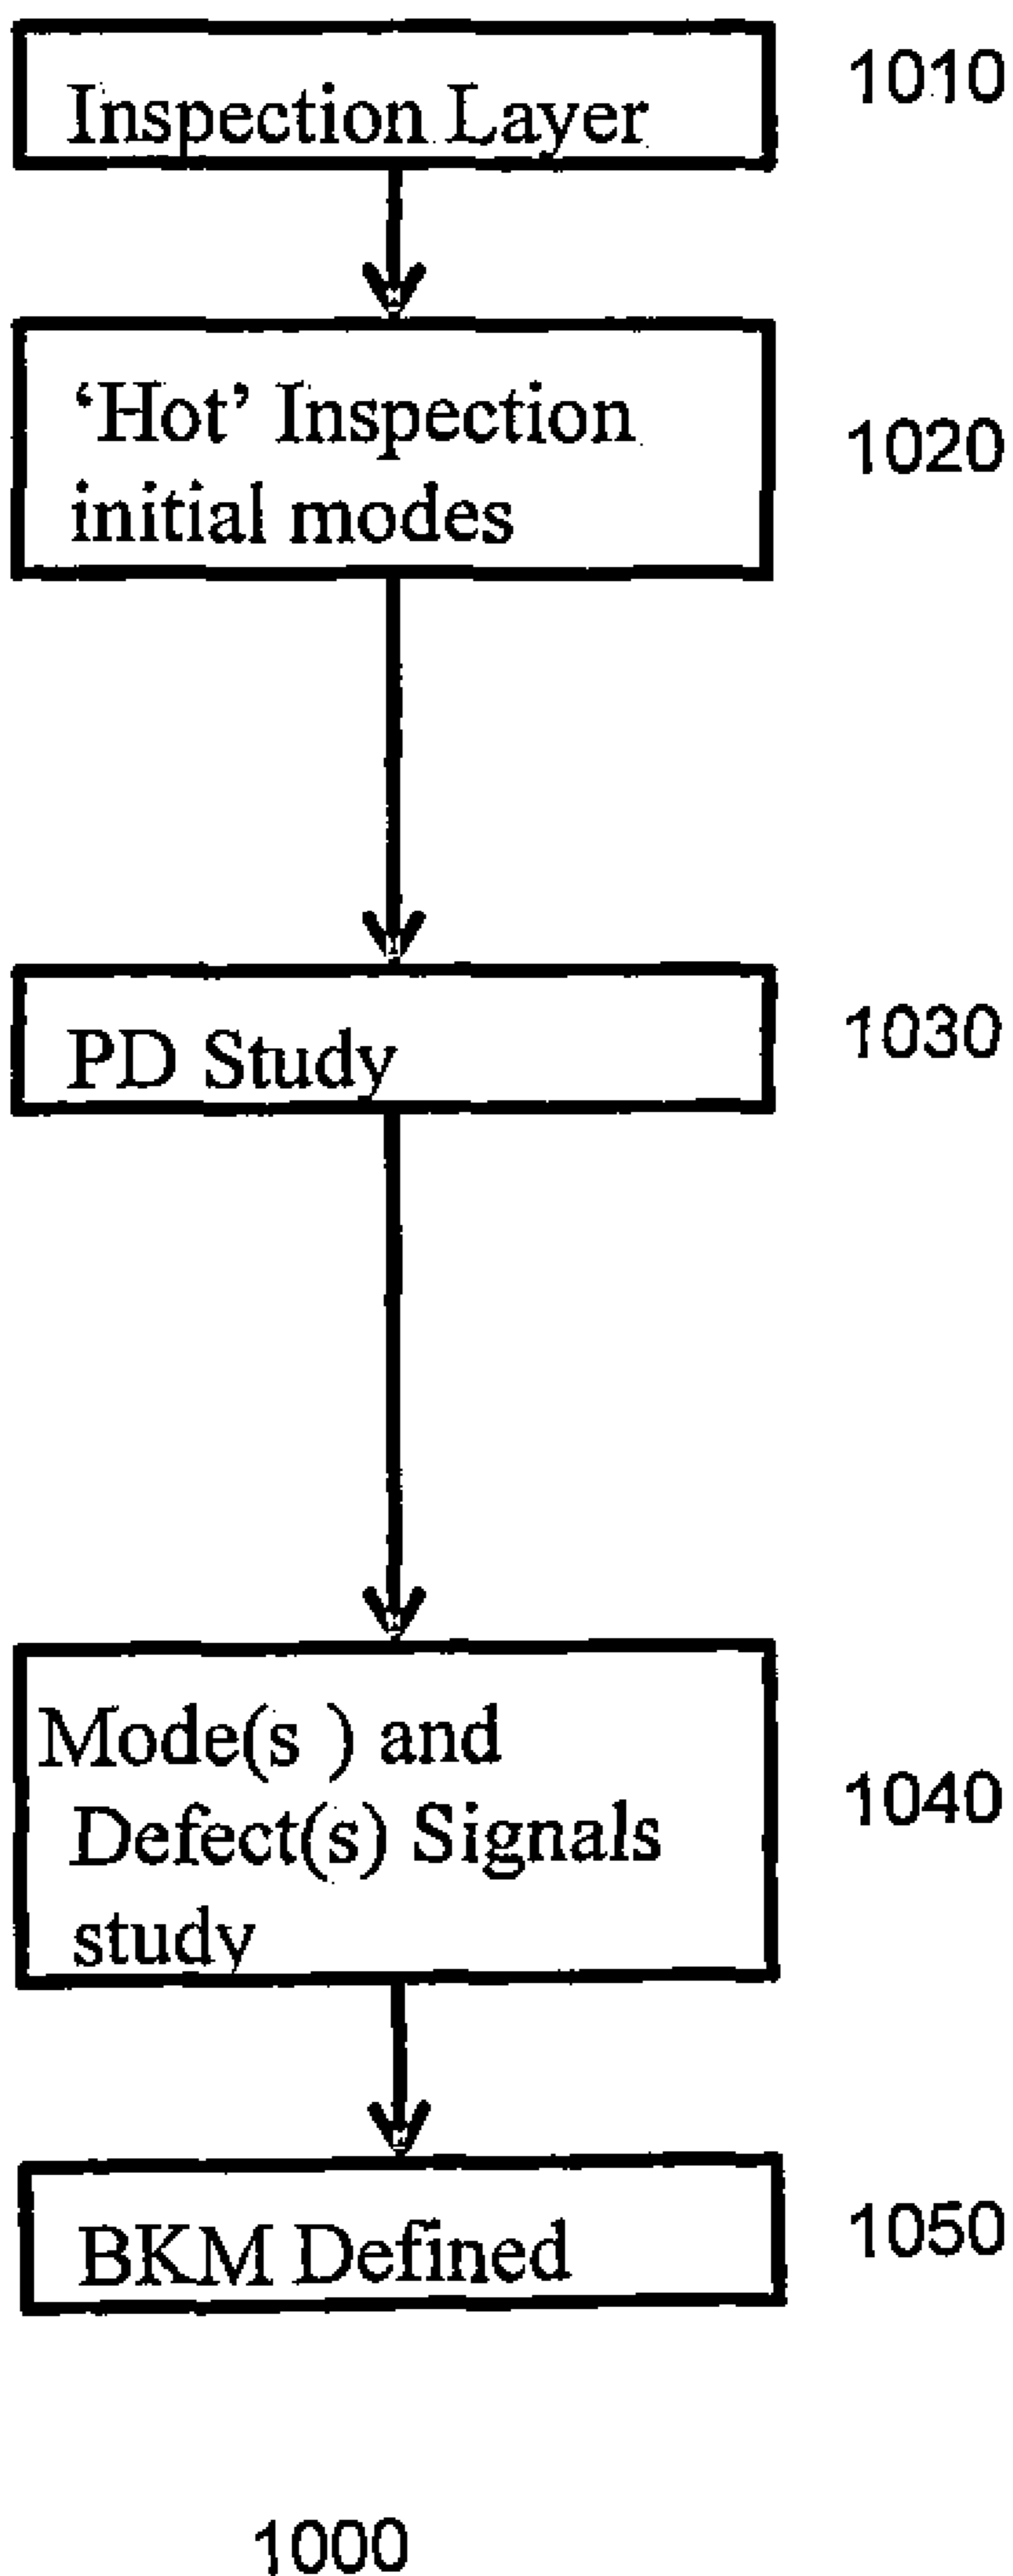 Inspection Layer
1010
‘Hot’ Inspection
initial modes
1020
PD Study
1030
Mode(s ) and
Defect(s) Signals
study
1040
BKM Defined
1050
1000